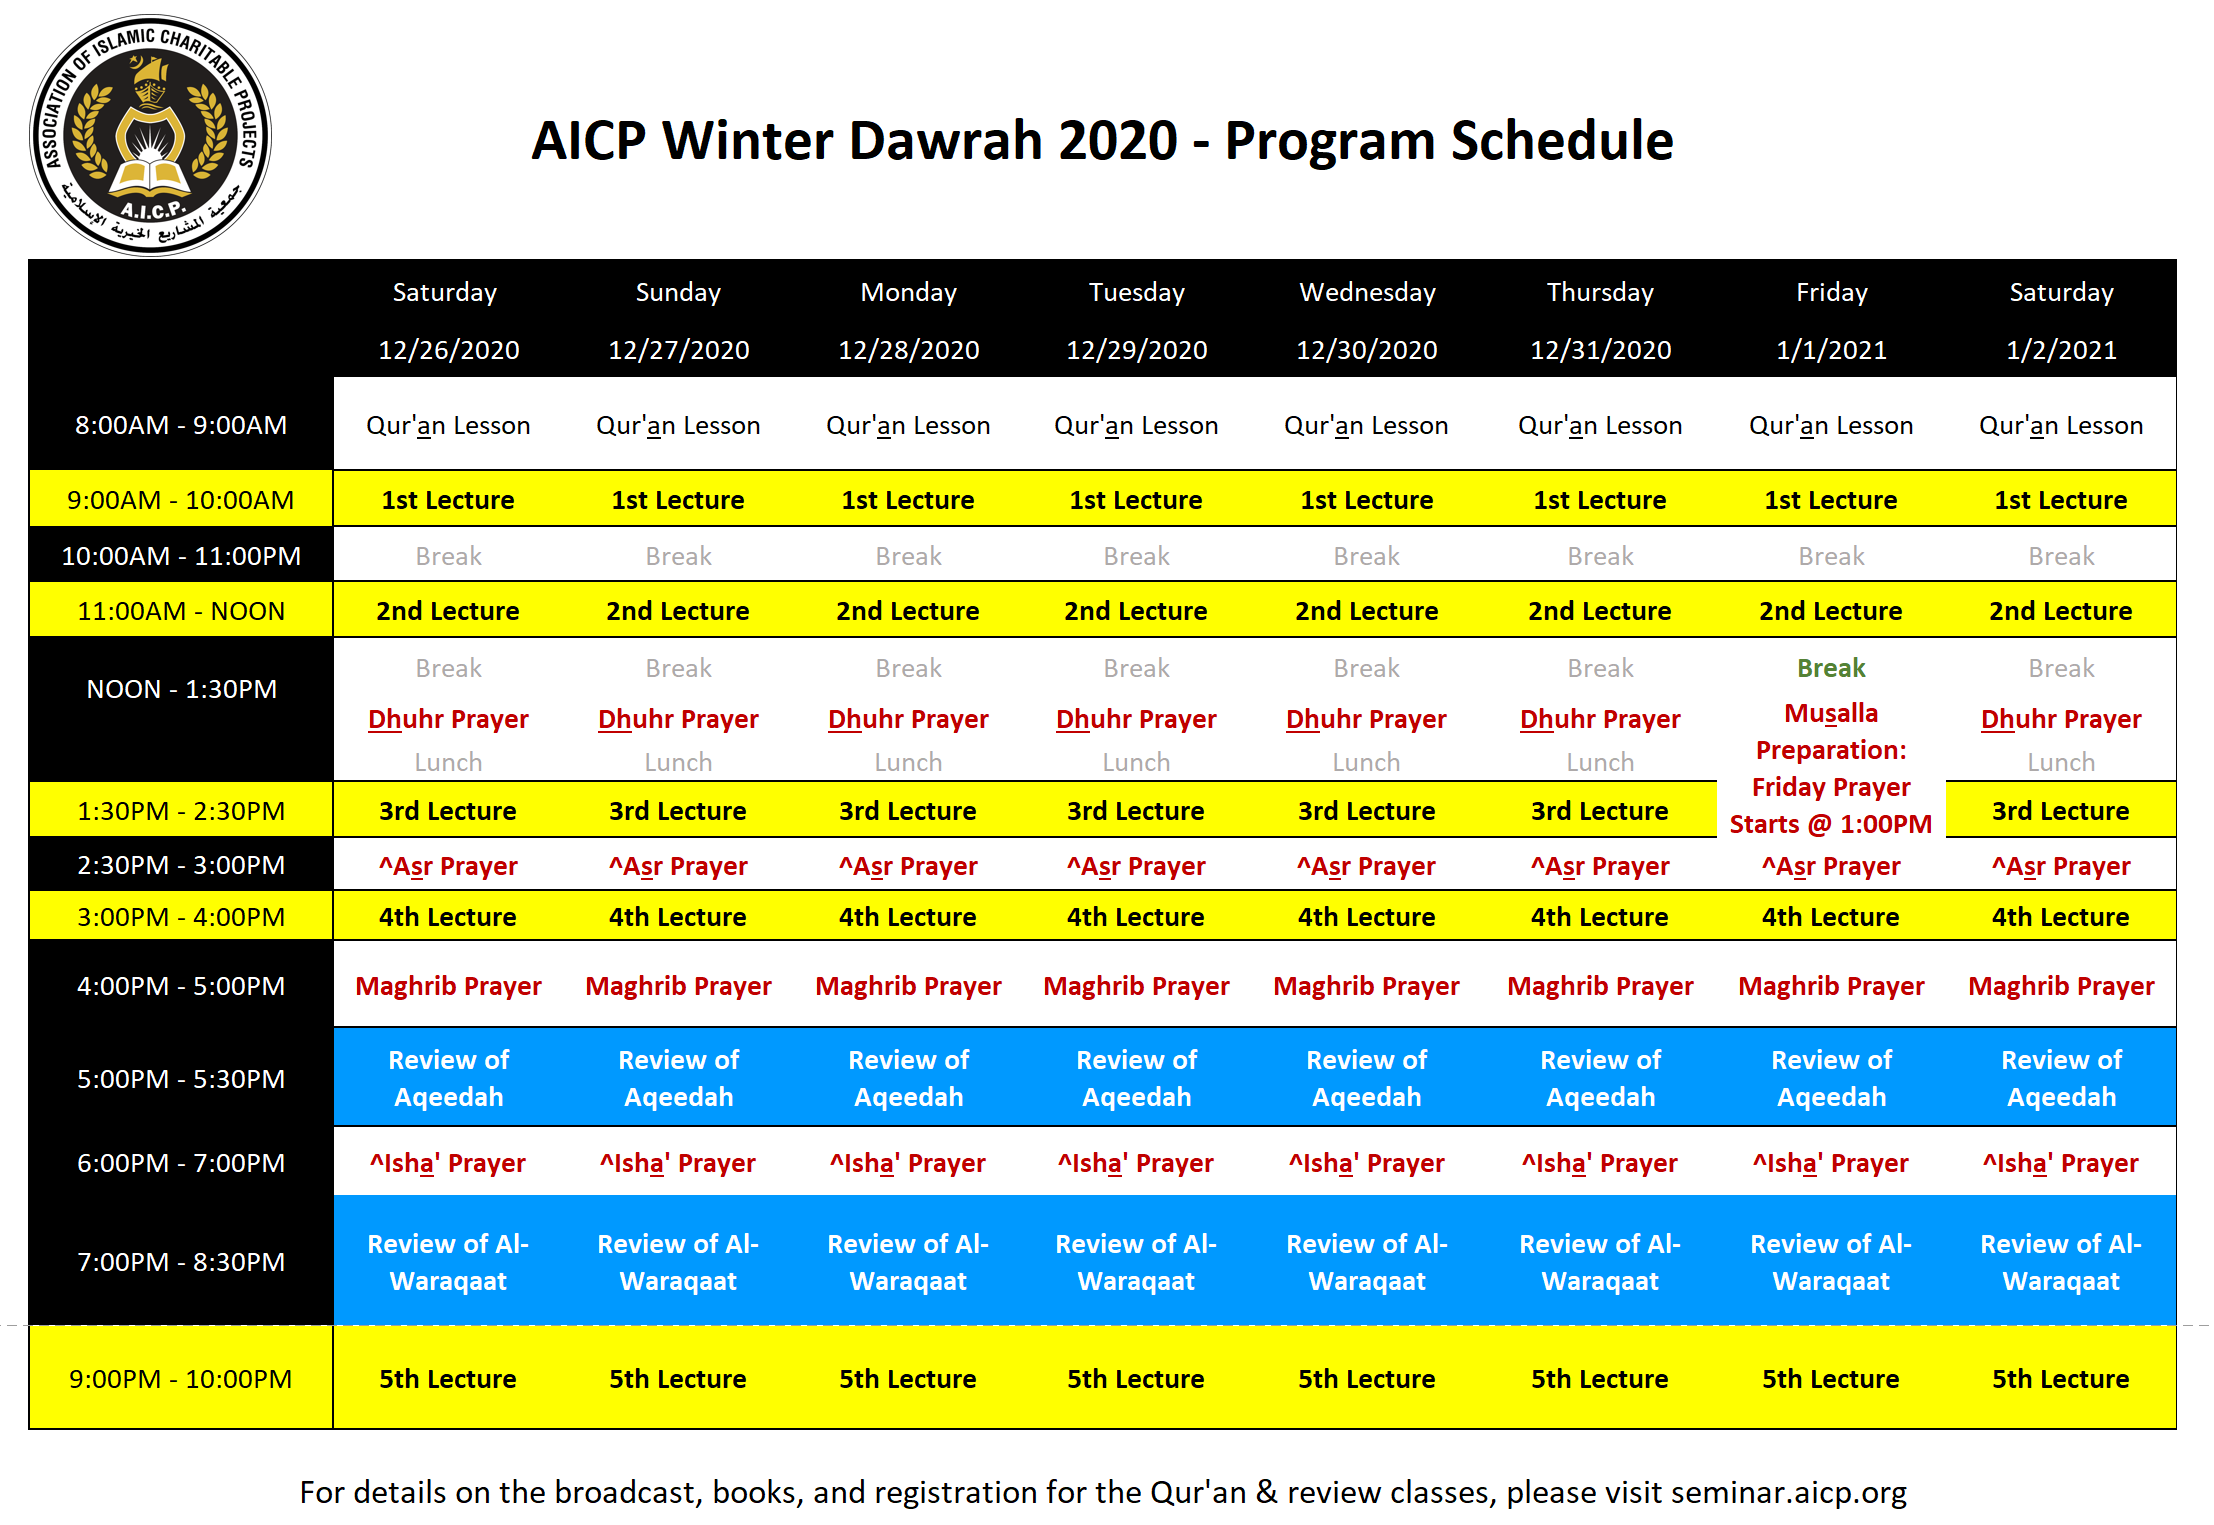 ASSOCIATION OF ISLAMIC CHARITABLE PROJECTS
A.I.C.P.
جمعية المشاريع الخيرية الإسلامية
AICP Winter Dawrah 2020 - Program Schedule
Saturday Sunday Monday Tuesday Wednesday Thursday Friday Saturday
12/26/2020 12/27/2020 12/28/2020 12/29/2020 12/30/2020 12/31/2020 1/1/2021 1/2/2021
8:00AM - 9:00AM Qur'an Lesson Qur'an Lesson Qur'an Lesson Qur'an Lesson Qur'an Lesson Qur'an Lesson Qur'an Lesson Qur'an Lesson
9:00AM - 10:00AM 1st Lecture 1st Lecture 1st Lecture 1st Lecture 1st Lecture 1st Lecture 1st Lecture 1st Lecture
10:00AM - 11:00PM Break Break Break Break Break Break Break Break
11:00AM - NOON 2nd Lecture 2nd Lecture 2nd Lecture 2nd Lecture 2nd Lecture 2nd Lecture 2nd Lecture 2nd Lecture
Break Break Break Break Break Break Break Break
NOON - 1:30PM
Dhuhr Prayer Dhuhr Prayer Dhuhr Prayer Dhuhr Prayer Dhuhr Prayer Dhuhr Prayer Musalla Dhuhr Prayer
Preparation:
Lunch Lunch Lunch Lunch Lunch Lunch Lunch
Friday Prayer
1:30PM - 2:30PM 3rd Lecture 3rd Lecture 3rd Lecture 3rd Lecture 3rd Lecture 3rd Lecture 3rd Lecture
Starts @ 1:00PM
2:30PM - 3:00PM ^Asr Prayer ^Asr Prayer ^Asr Prayer ^Asr Prayer ^Asr Prayer ^Asr Prayer ^Asr Prayer ^Asr Prayer
3:00PM - 4:00PM 4th Lecture 4th Lecture 4th Lecture 4th Lecture 4th Lecture 4th Lecture 4th Lecture 4th Lecture
4:00PM - 5:00PM Maghrib Prayer Maghrib Prayer Maghrib Prayer Maghrib Prayer Maghrib Prayer Maghrib Prayer Maghrib Prayer Maghrib Prayer
Review of Review of Review of Review of Review of Review of Review of Review of
5:00PM - 5:30PM
Aqeedah Aqeedah Aqeedah Aqeedah Aqeedah Aqeedah Aqeedah Aqeedah
6:00PM - 7:00PM ^Isha' Prayer ^Isha' Prayer ^Isha' Prayer ^Isha' Prayer ^Isha' Prayer ^Isha' Prayer ^Isha' Prayer ^Isha' Prayer
Review of Al- Review of Al- Review of Al- Review of Al- Review of Al- Review of Al- Review of Al- Review of Al-
7:00PM - 8:30PM
Waraqaat Waraqaat Waraqaat Waraqaat Waraqaat Waraqaat Waraqaat Waraqaat
9:00PM - 10:00PM 5th Lecture 5th Lecture 5th Lecture 5th Lecture 5th Lecture 5th Lecture 5th Lecture 5th Lecture
For details on the broadcast, books, and registration for the Qur'an & review classes, please visit seminar.aicp.org